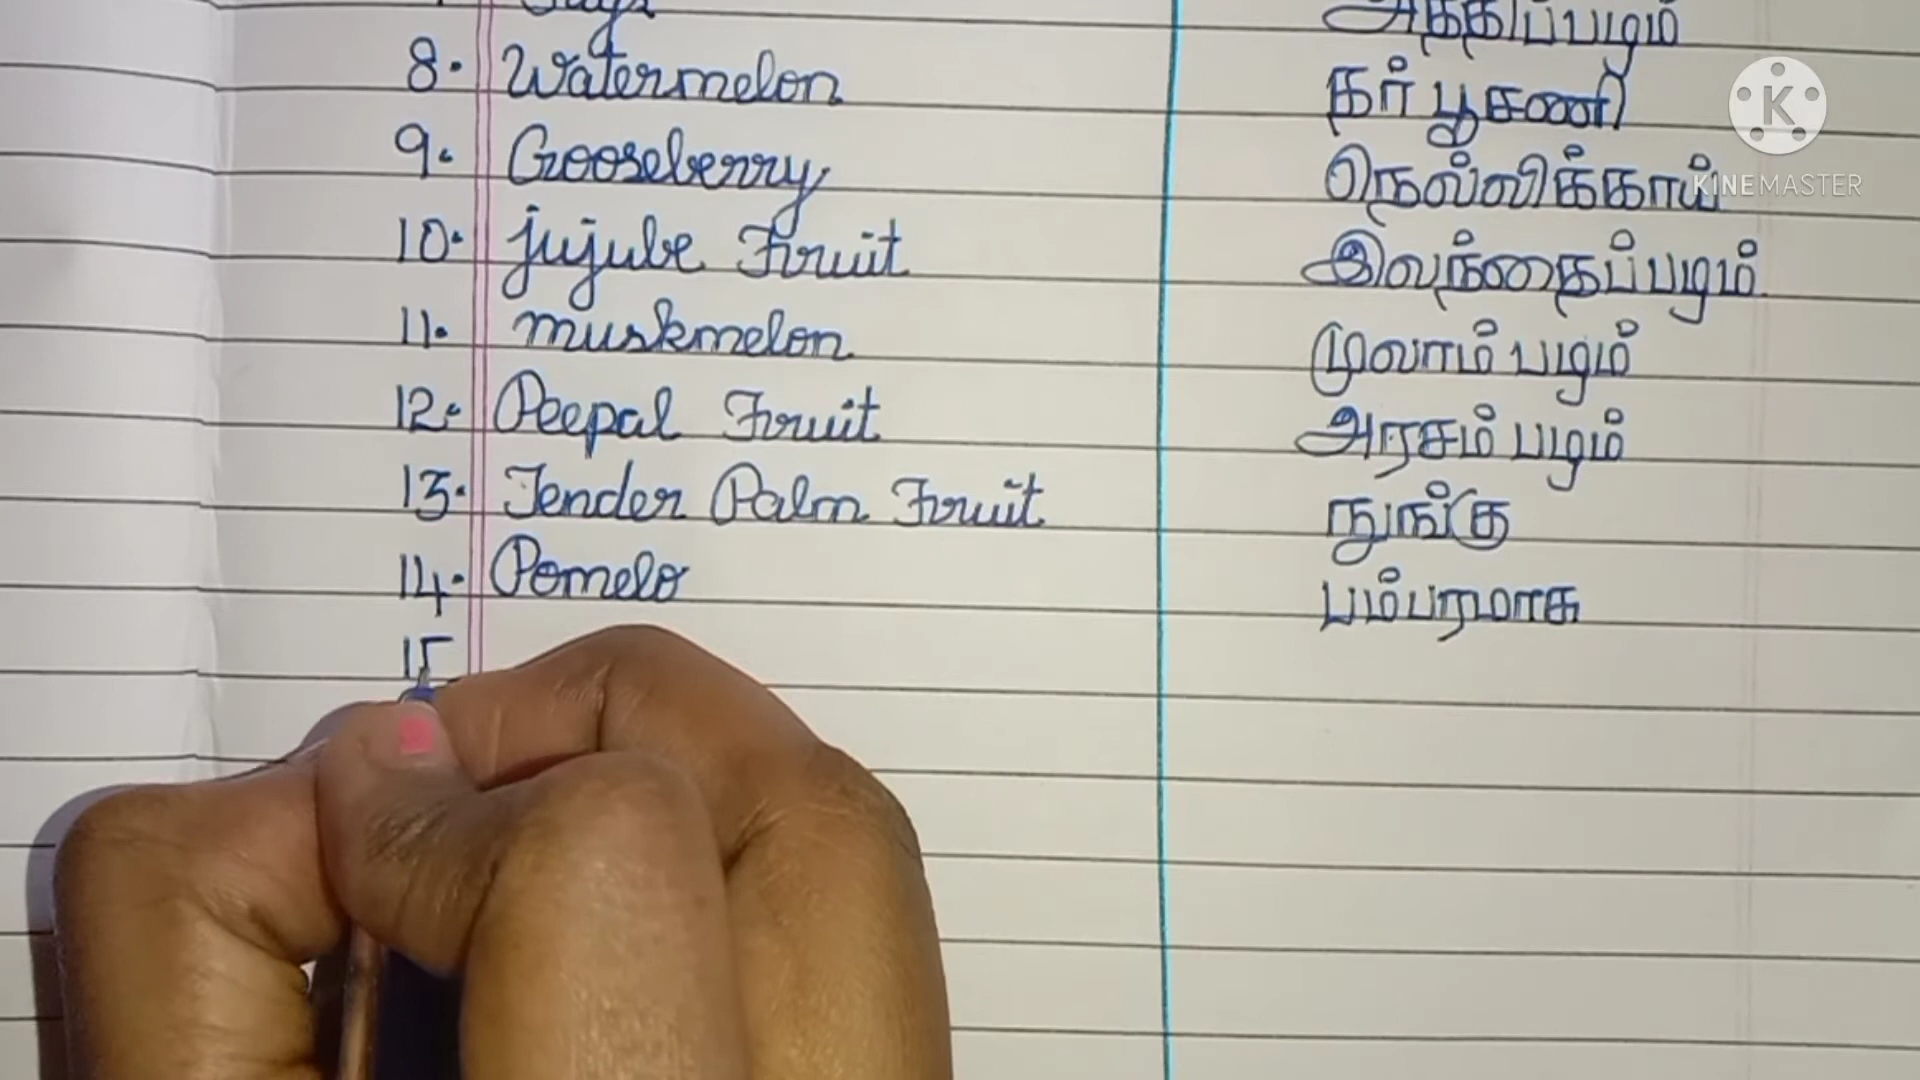 அத்திப்பழம்
8. Watermelon தர் பூசணி
9. Gooseberry நெல்லிக்காய்
10. jujube Fruit இலந்தைப்பழம்
11. muskmelon முலாம் பழம்
12. Peepal Fruit அரசம் பழம்
13. Tender Palm Fruit நுங்கு
14. Pomelo பம்பரமாசு
15
K
KINEMASTER